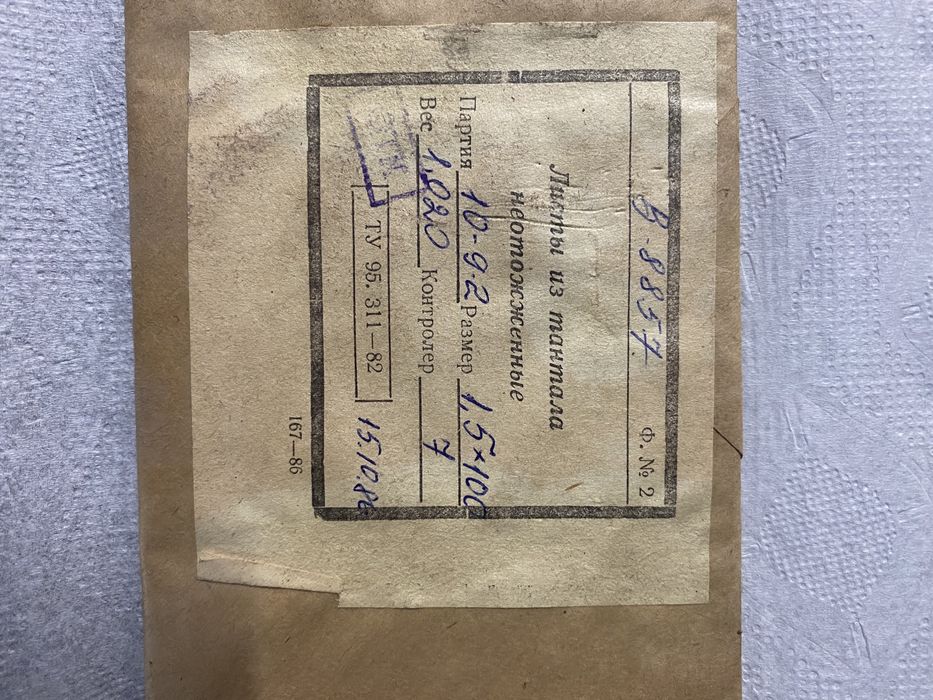 В-8857 Ф. № 2
Листы из тантала
неотожженные
Партия 10-9-2 Размер 1,5×100
Вес 1,020 Контролер 7
ТУ 95. 311—82 15.10.86
167—86